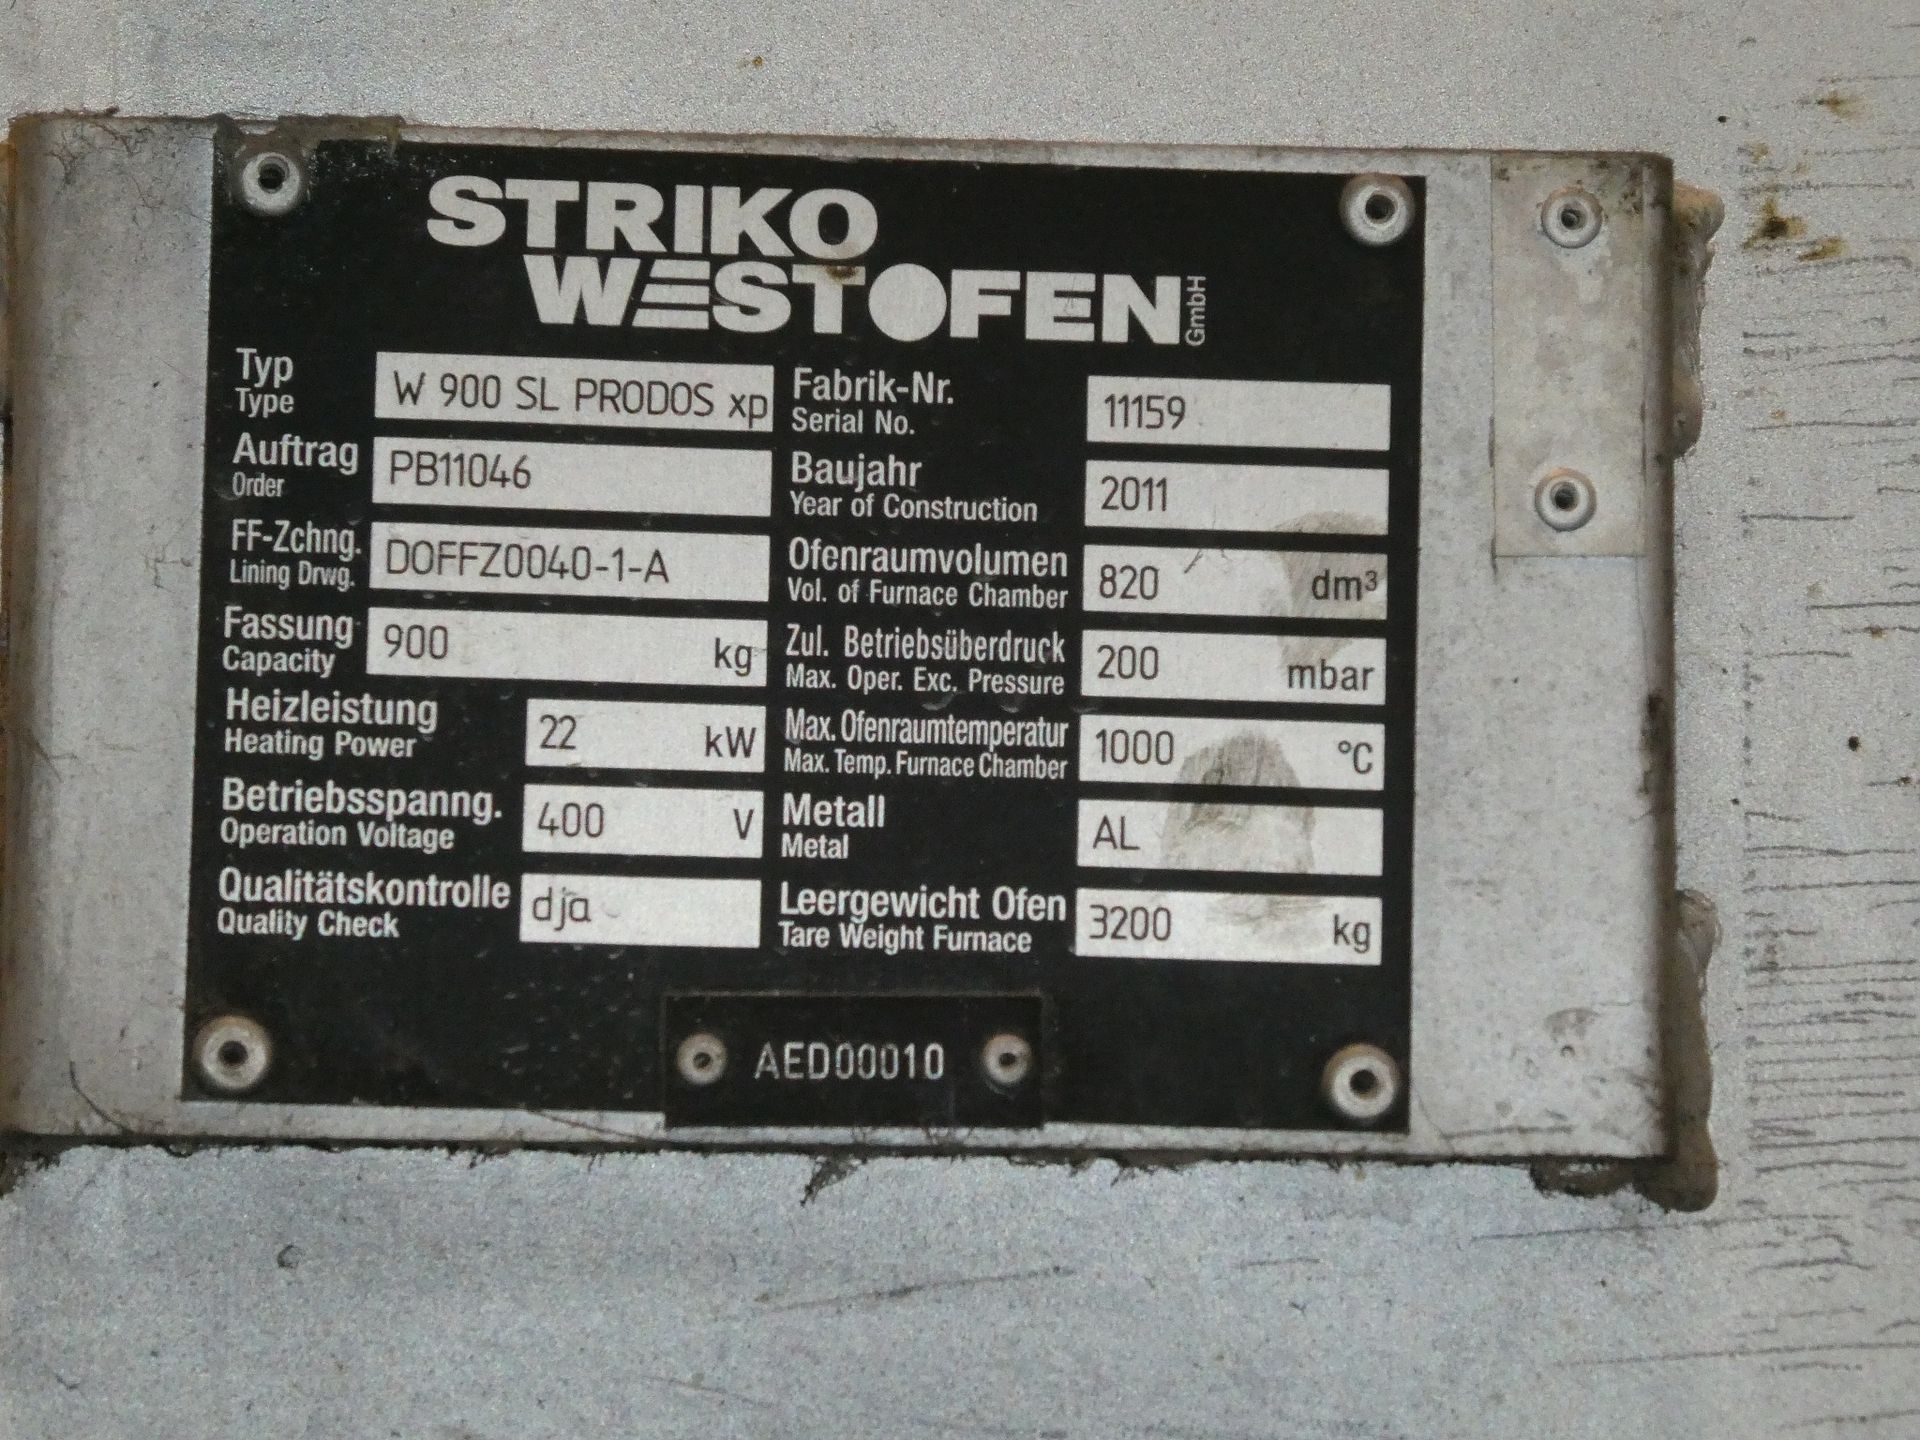 STRIKO
WESTOFEN GmbH
Typ
Type
W 900 SL PRODOS xp
Fabrik-Nr.
Serial No.
11159
Auftrag
Order
PB11046
Baujahr
Year of Construction
2011
FF-Zchng.
Lining Drwg.
DOFFZ0040-1-A
Ofenraumvolumen
Vol. of Furnace Chamber
820 dm³
Fassung
Capacity
900 kg
Zul. Betriebsüberdruck
Max. Oper. Exc. Pressure
200 mbar
Heizleistung
Heating Power
22 kW
Max. Ofenraumtemperatur
Max. Temp. Furnace Chamber
1000 °C
Betriebsspanng.
Operation Voltage
400 V
Metall
Metal
AL
Qualitätskontrolle
Quality Check
dja
Leergewicht Ofen
Tare Weight Furnace
3200 kg
AED00010